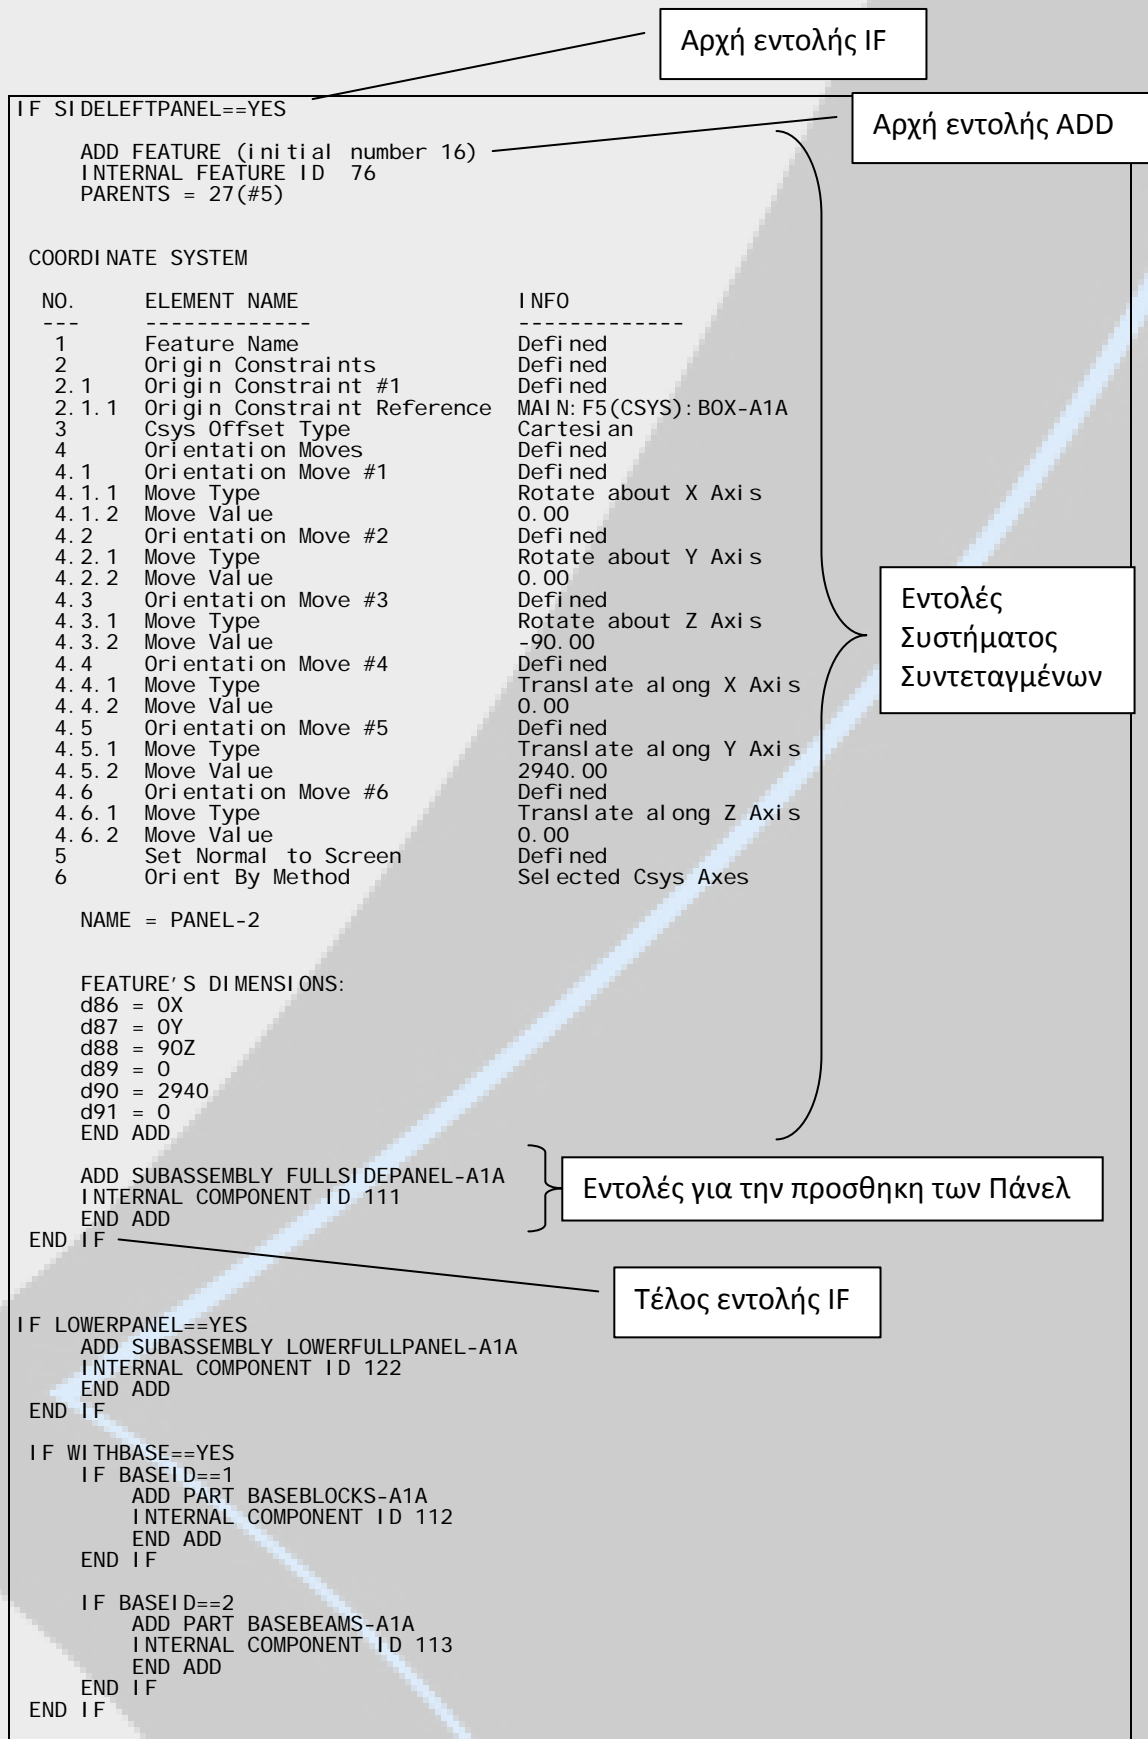 Αρχή εντολής IF
IF SIDELEFTPANEL==YES
Αρχή εντολής ADD
ADD FEATURE (initial number 16)
INTERNAL FEATURE ID 76
PARENTS = 27(#5)
COORDINATE SYSTEM
NO. ELEMENT NAME INFO
--- ------------- -------------
1 Feature Name Defined
2 Origin Constraints Defined
2.1 Origin Constraint #1 Defined
2.1.1 Origin Constraint Reference MAIN:F5(CSYS):BOX-A1A
3 Csys Offset Type Cartesian
4 Orientation Moves Defined
4.1 Orientation Move #1 Defined
4.1.1 Move Type Rotate about X Axis
4.1.2 Move Value 0.00
4.2 Orientation Move #2 Defined
4.2.1 Move Type Rotate about Y Axis
4.2.2 Move Value 0.00
4.3 Orientation Move #3 Defined
4.3.1 Move Type Rotate about Z Axis
4.3.2 Move Value -90.00
4.4 Orientation Move #4 Defined
4.4.1 Move Type Translate along X Axis
4.4.2 Move Value 0.00
4.5 Orientation Move #5 Defined
4.5.1 Move Type Translate along Y Axis
4.5.2 Move Value 2940.00
4.6 Orientation Move #6 Defined
4.6.1 Move Type Translate along Z Axis
4.6.2 Move Value 0.00
5 Set Normal to Screen Defined
6 Orient By Method Selected Csys Axes
Εντολές
Συστήματος
Συντεταγμένων
NAME = PANEL-2
FEATURE'S DIMENSIONS:
d86 = 0X
d87 = 0Y
d88 = 90Z
d89 = 0
d90 = 2940
d91 = 0
END ADD
ADD SUBASSEMBLY FULLSIDEPANEL-A1A
INTERNAL COMPONENT ID 111
END ADD
Εντολές για την προσθηκη των Πάνελ
END IF
Τέλος εντολής IF
IF LOWERPANEL==YES
ADD SUBASSEMBLY LOWERFULLPANEL-A1A
INTERNAL COMPONENT ID 122
END ADD
END IF
IF WITHBASE==YES
IF BASEID==1
ADD PART BASEBLOCKS-A1A
INTERNAL COMPONENT ID 112
END ADD
END IF
IF BASEID==2
ADD PART BASEBEAMS-A1A
INTERNAL COMPONENT ID 113
END ADD
END IF
END IF